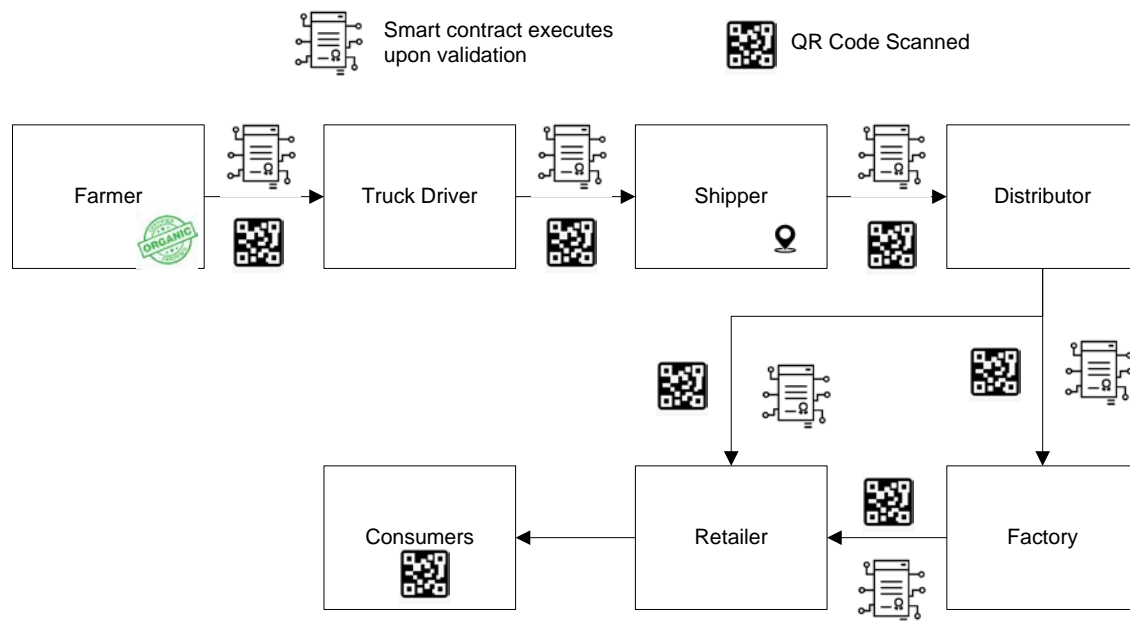 Smart contract executes
upon validation
QR Code Scanned
Farmer
ORGANIC
Truck Driver
Shipper
Distributor
Consumers
Retailer
Factory